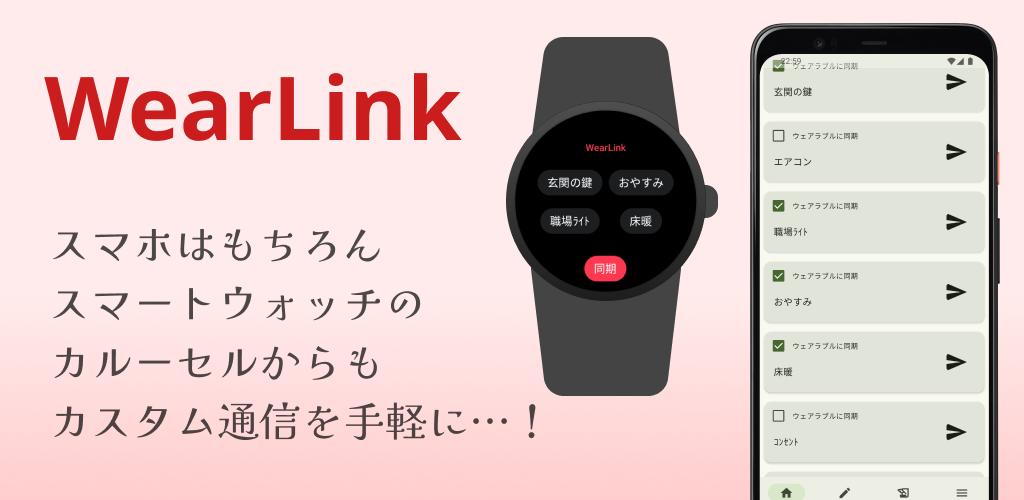 WearLink
スマホはもちろん
スマートウォッチの
カルーセルからも
カスタム通信を手軽に…！
WearLink
玄関の鍵 おやすみ
職場ﾗｲﾄ 床暖
同期
22:59
ウェアラブルに同期
玄関の鍵
ウェアラブルに同期
エアコン
ウェアラブルに同期
職場ﾗｲﾄ
ウェアラブルに同期
おやすみ
ウェアラブルに同期
床暖
ウェアラブルに同期
ｺﾝｾﾝﾄ